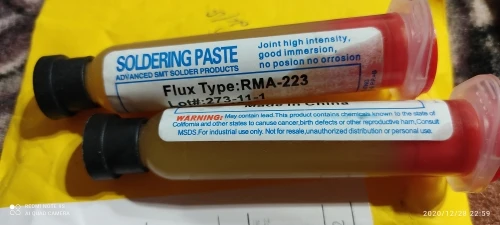 SOLDERING PASTE
ADVANCED SMT SOLDER PRODUCTS
Joint high intensity,
good immersion,
no posion no orrosion
Flux Type:RMA-223
Lot#:273-11-1
Made in China
WARNING: May contain lead.This product contains chemicals known to the state of
California and other states to canuse cancer,birth defects or other reproductive harm,Consult
MSDS.For industrial use only. Not for resale,unauthorized distribution or personal use.
AI QUAD CAMERA
2020/12/29 22:59